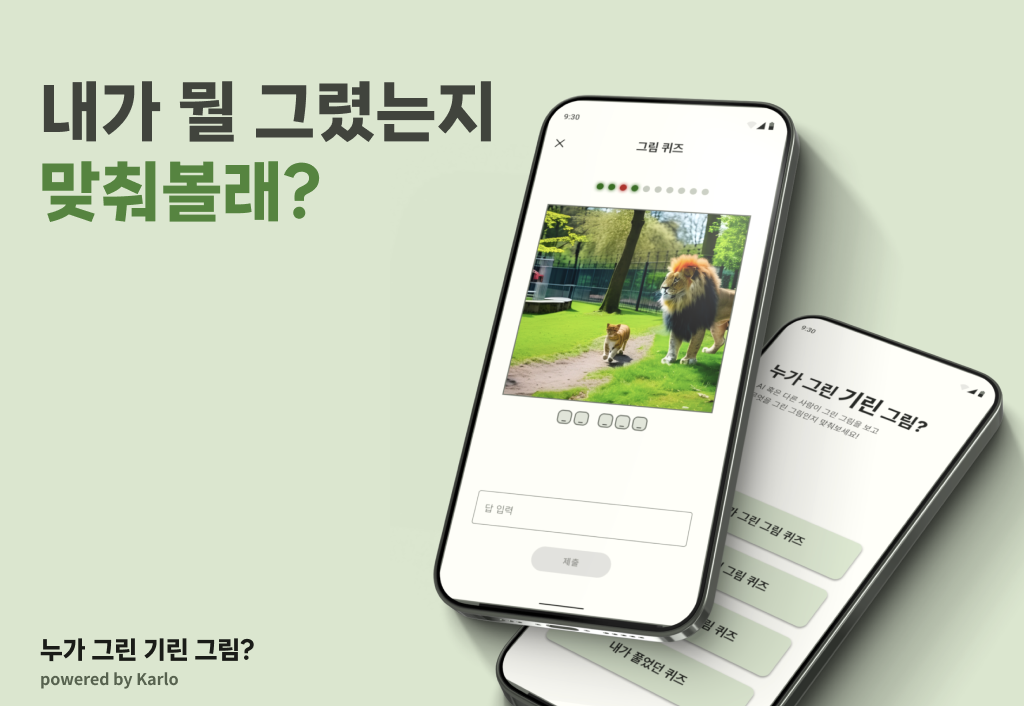 내가 뭘 그렸는지
맞춰볼래?
9:30
그림 퀴즈
답 입력
제출
9:30
누가 그린 기린 그림?
AI 혹은 다른 사람이 그린 그림을 보고
그린 그림인지 맞춰보세요!
그린 그림 퀴즈
그림 퀴즈
퀴즈
내가 풀었던 퀴즈
누가 그린 기린 그림?
powered by Karlo